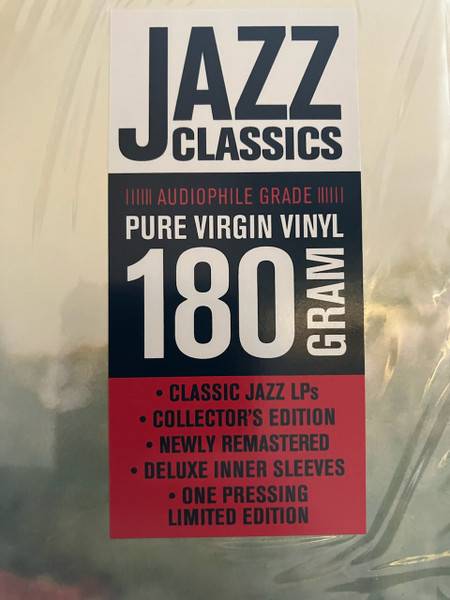 JAZZ
CLASSICS
AUDIOPHILE GRADE
PURE VIRGIN VINYL
180 GRAM
• CLASSIC JAZZ LPs
• COLLECTOR'S EDITION
• NEWLY REMASTERED
• DELUXE INNER SLEEVES
• ONE PRESSING
LIMITED EDITION